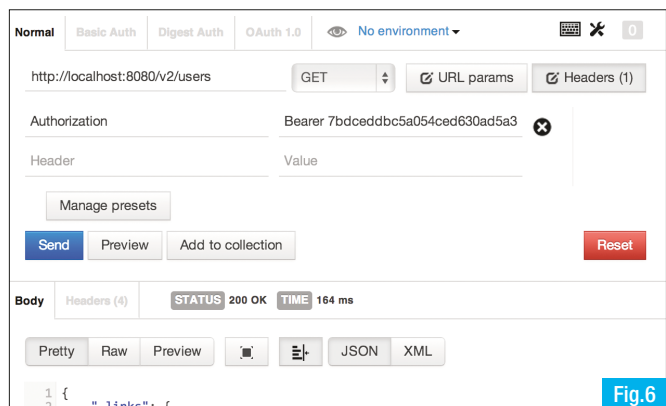 Normal Basic Auth Digest Auth OAuth 1.0 No environment 0
http://localhost:8080/v2/users GET URL params Headers (1)
Authorization Bearer 7bdceddbc5a054ced630ad5a3
Header Value
Manage presets
Send Preview Add to collection Reset
Body Headers (4) STATUS 200 OK TIME 164 ms
Pretty Raw Preview JSON XML
1 {
2 "_links": {
Fig.6